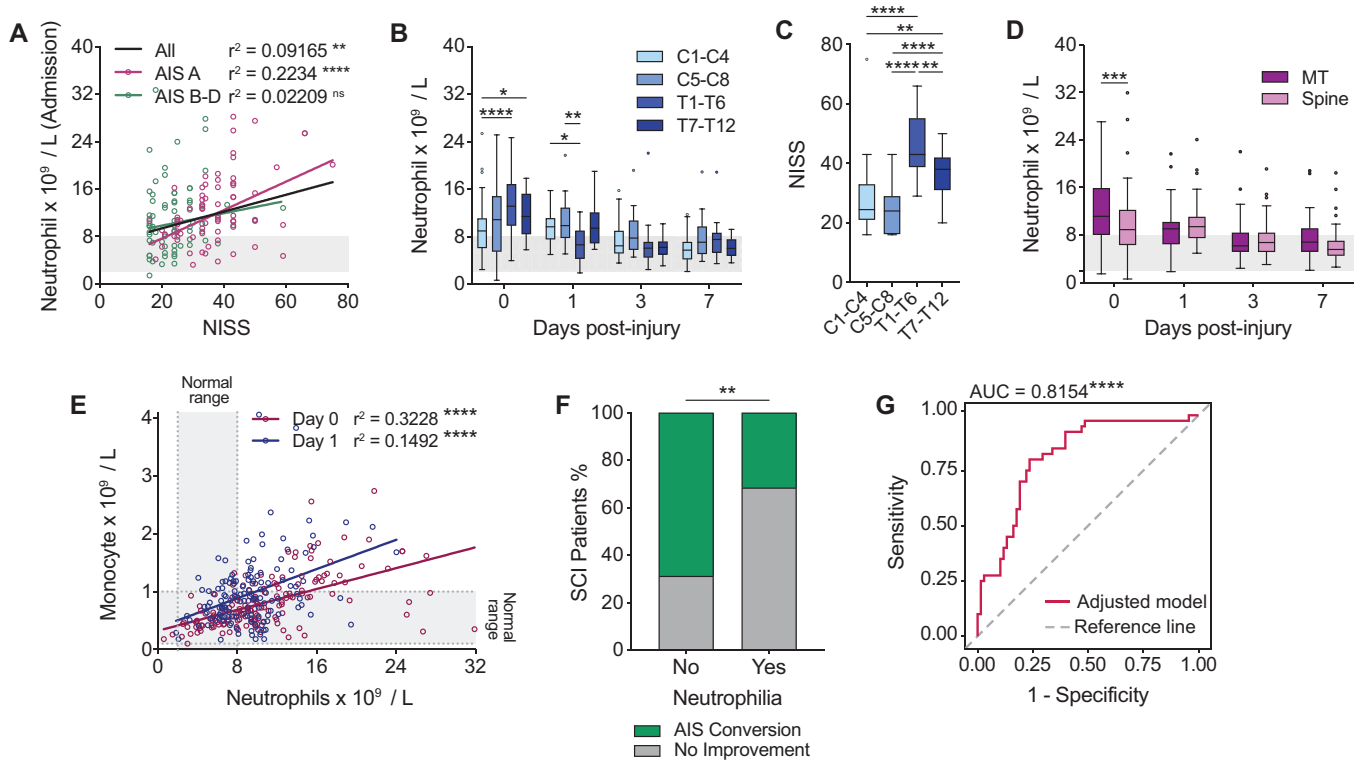 A
Neutrophil x 10⁹ / L (Admission)
40
32
24
16
8
0
0 20 40 60 80
NISS
All r² = 0.09165 **
AIS A r² = 0.2234 ****
AIS B-D r² = 0.02209 ns
B
Neutrophil x 10⁹ / L
40
32
24
16
8
0
C1-C4
C5-C8
T1-T6
T7-T12
*
****
**
*
0 1 3 7
Days post-injury
C
NISS
80
60
40
20
0
****
**
****
**** **
C1-C4
C5-C8
T1-T6
T7-T12
D
Neutrophil x 10⁹ / L
40
32
24
16
8
0
***
MT
Spine
0 1 3 7
Days post-injury
E
Normal
range
Monocyte x 10⁹ / L
4
3
2
1
0
Day 0 r² = 0.3228 ****
Day 1 r² = 0.1492 ****
Normal
range
0 8 16 24 32
Neutrophils x 10⁹ / L
F
**
SCI Patients %
100
80
60
40
20
0
No Yes
Neutrophilia
AIS Conversion
No Improvement
G
AUC = 0.8154****
Sensitivity
1.00
0.75
0.50
0.25
0.00
Adjusted model
Reference line
0.00 0.25 0.50 0.75 1.00
1 - Specificity